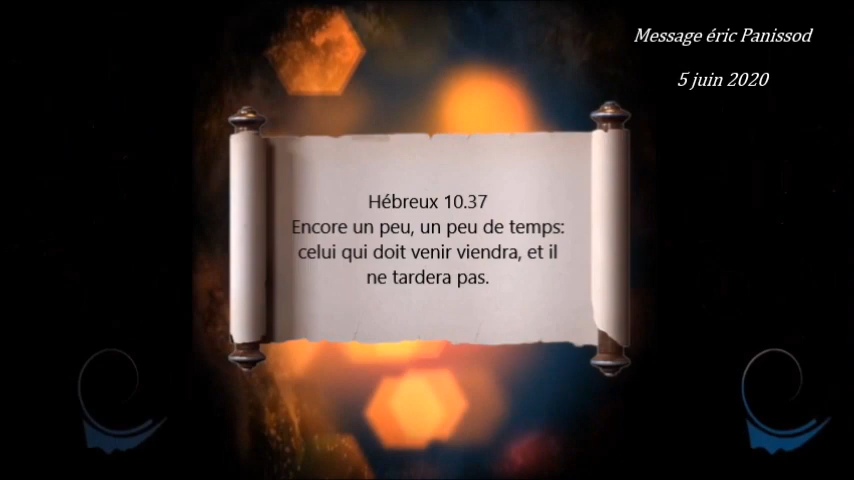 Message éric Panissod
5 juin 2020
Hébreux 10.37
Encore un peu, un peu de temps:
celui qui doit venir viendra, et il
ne tardera pas.